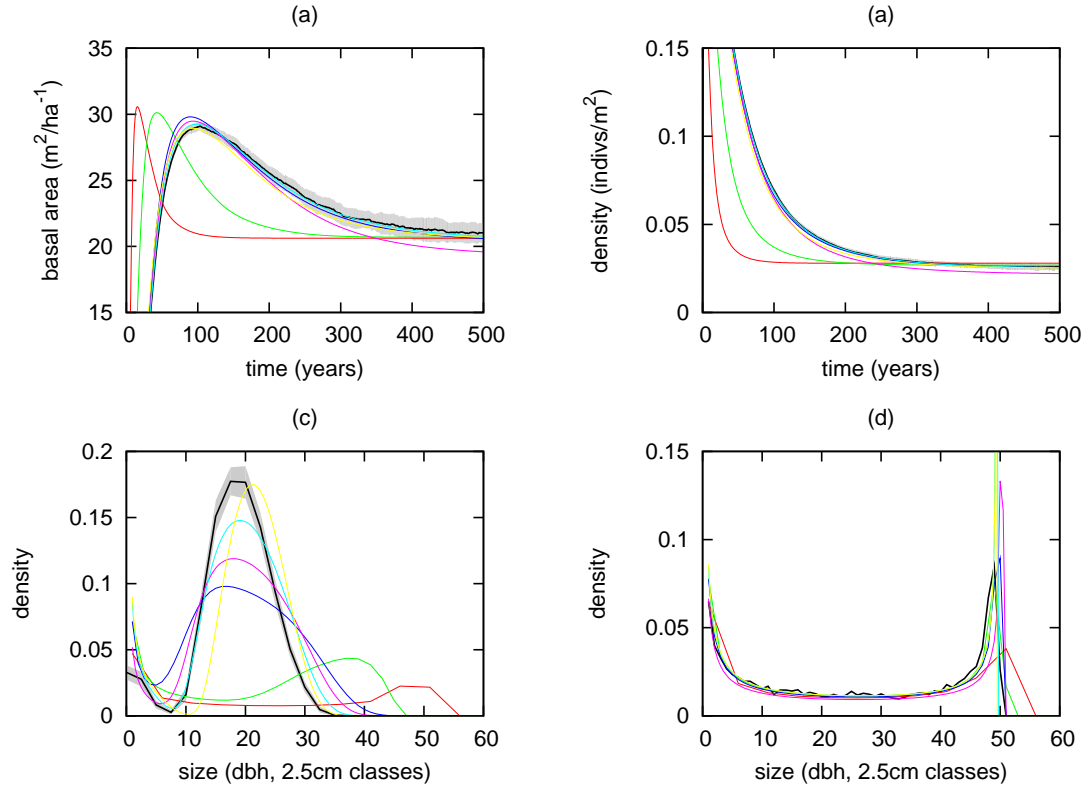 (a)
(a)
basal area (m²/ha⁻¹)
35
30
25
20
15
0 100 200 300 400 500
time (years)
density (indivs/m²)
0.15
0.1
0.05
0
0 100 200 300 400 500
time (years)
(c)
(d)
density
0.2
0.15
0.1
0.05
0
0 10 20 30 40 50 60
size (dbh, 2.5cm classes)
density
0.15
0.1
0.05
0
0 10 20 30 40 50 60
size (dbh, 2.5cm classes)